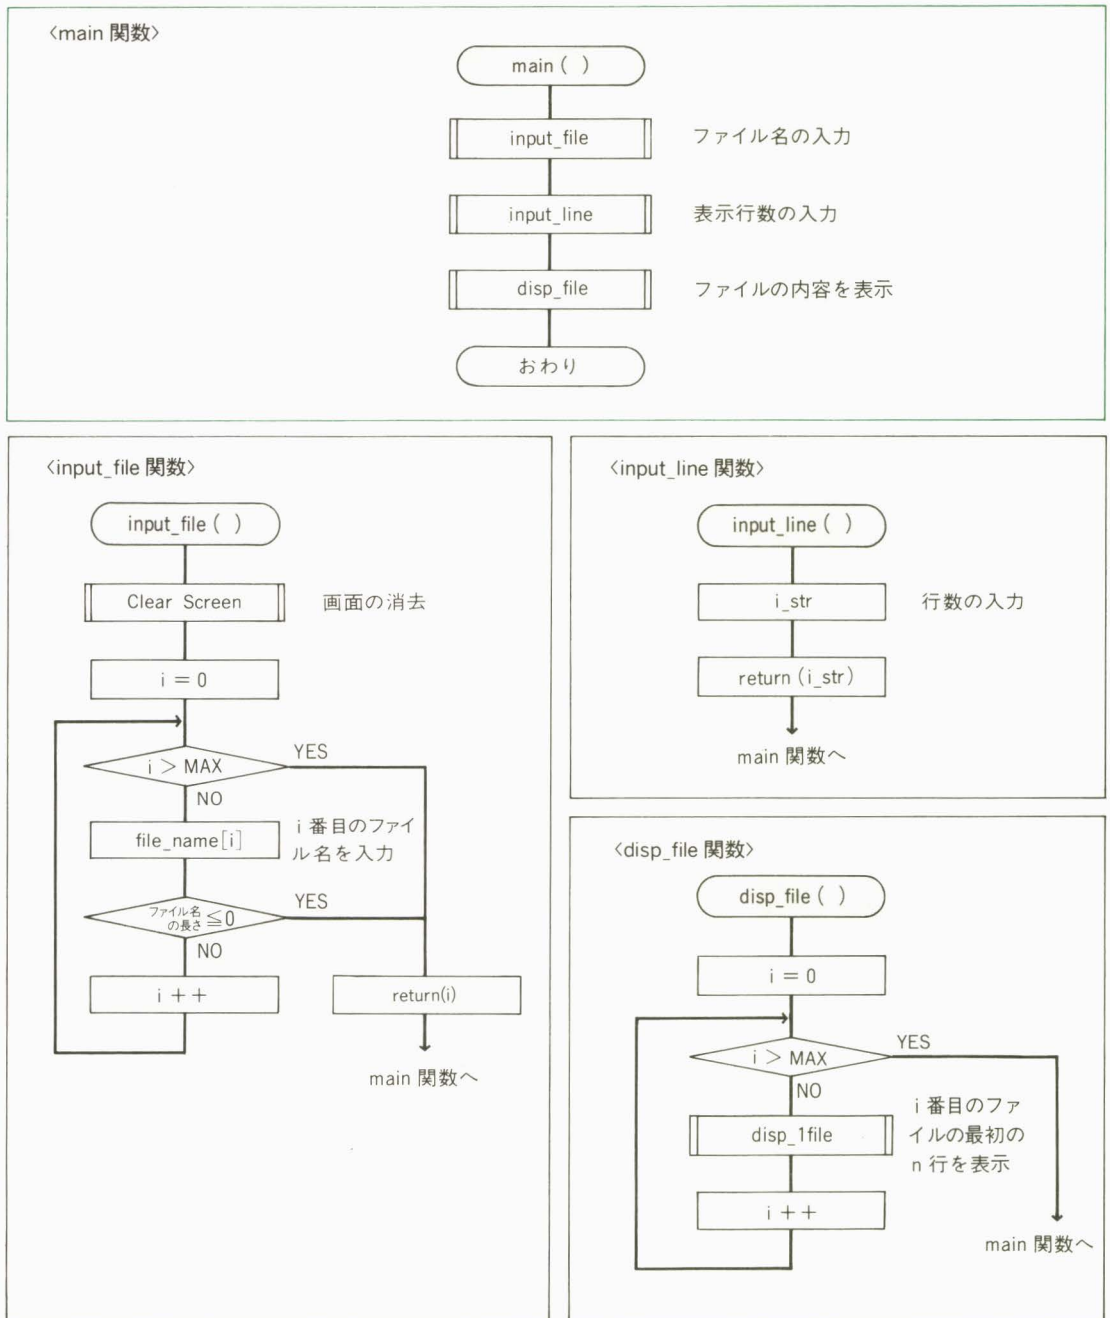 〈main 関数〉
main ( )
input_file
ファイル名の入力
input_line
表示行数の入力
disp_file
ファイルの内容を表示
おわり
〈input_file 関数〉
input_file ( )
Clear Screen
画面の消去
i = 0
i > MAX
YES
NO
file_name[i]
i 番目のファイ
ル名を入力
ファイル名
の長さ ≦0
YES
NO
i + +
return(i)
main 関数へ
〈input_line 関数〉
input_line ( )
i_str
行数の入力
return (i_str)
main 関数へ
〈disp_file 関数〉
disp_file ( )
i = 0
i > MAX
YES
NO
disp_1file
i 番目のファ
イルの最初の
n 行を表示
i + +
main 関数へ